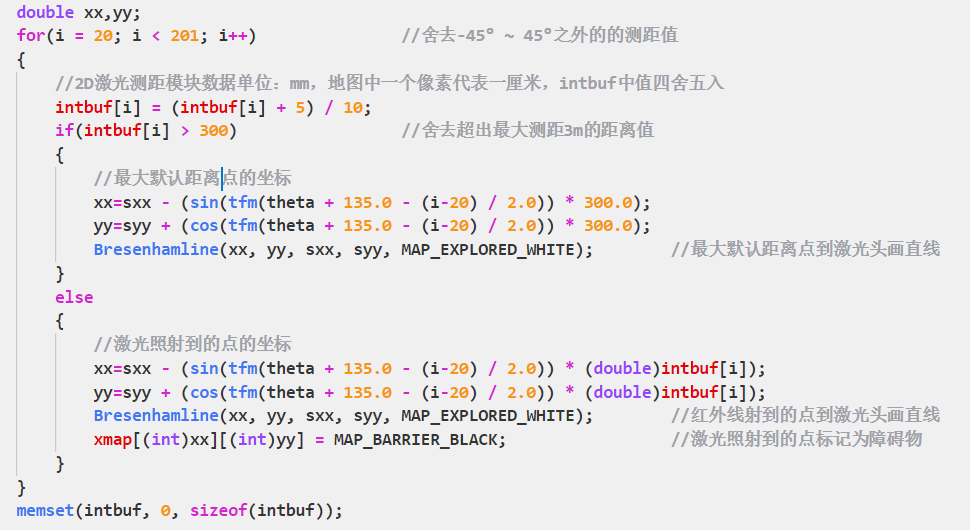 double xx,yy;
for(i = 20; i < 201; i++)               //舍去-45° ~ 45°之外的的测距值
{
    //2D激光测距模块数据单位：mm，地图中一个像素代表一厘米，intbuf中值四舍五入
    intbuf[i] = (intbuf[i] + 5) / 10;
    if(intbuf[i] > 300)                 //舍去超出最大测距3m的距离值
    {
        //最大默认距离点的坐标
        xx=sxx - (sin(tfm(theta + 135.0 - (i-20) / 2.0)) * 300.0);
        yy=syy + (cos(tfm(theta + 135.0 - (i-20) / 2.0)) * 300.0);
        Bresenhamline(xx, yy, sxx, syy, MAP_EXPLORED_WHITE);        //最大默认距离点到激光头画直线
    }
    else
    {
        //激光照射到的点的坐标
        xx=sxx - (sin(tfm(theta + 135.0 - (i-20) / 2.0)) * (double)intbuf[i]);
        yy=syy + (cos(tfm(theta + 135.0 - (i-20) / 2.0)) * (double)intbuf[i]);
        Bresenhamline(xx, yy, sxx, syy, MAP_EXPLORED_WHITE);        //红外线射到的点到激光头画直线
        xmap[(int)xx][(int)yy] = MAP_BARRIER_BLACK;                 //激光照射到的点标记为障碍物
    }
}
memset(intbuf, 0, sizeof(intbuf));